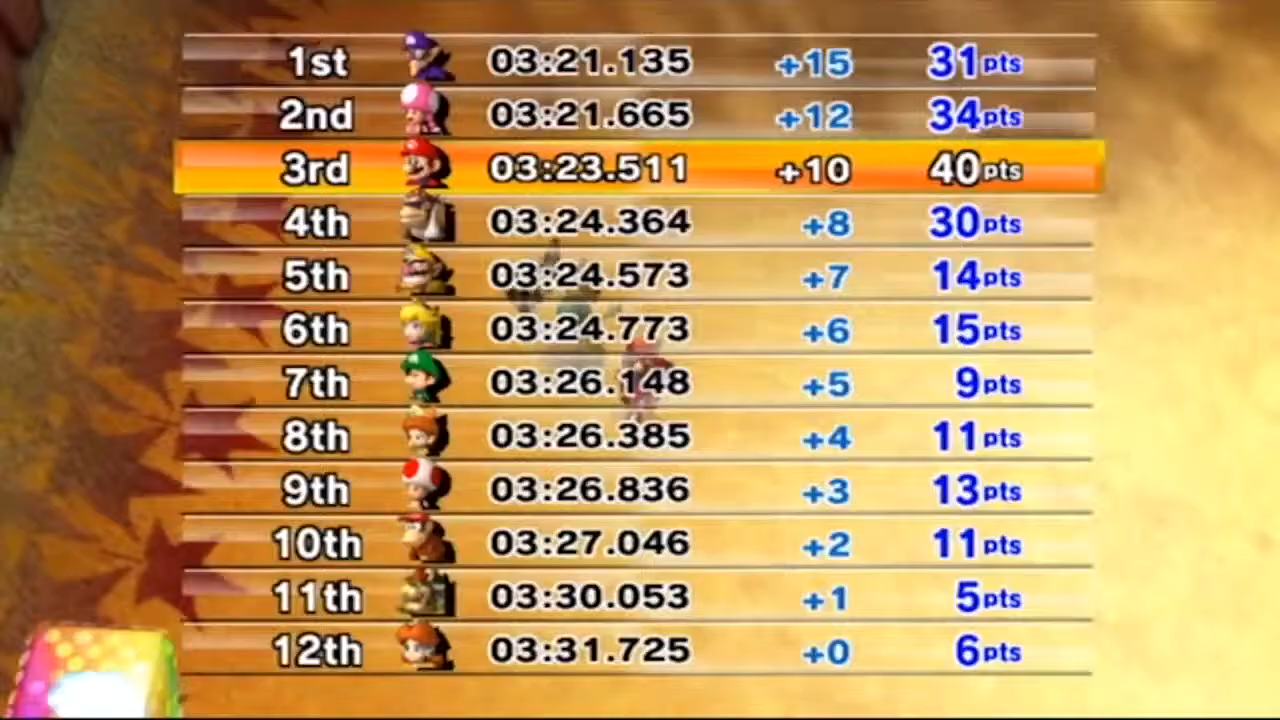 1st 03:21.135 +15 31pts
2nd 03:21.665 +12 34pts
3rd 03:23.511 +10 40pts
4th 03:24.364 +8 30pts
5th 03:24.573 +7 14pts
6th 03:24.773 +6 15pts
7th 03:26.148 +5 9pts
8th 03:26.385 +4 11pts
9th 03:26.836 +3 13pts
10th 03:27.046 +2 11pts
11th 03:30.053 +1 5pts
12th 03:31.725 +0 6pts